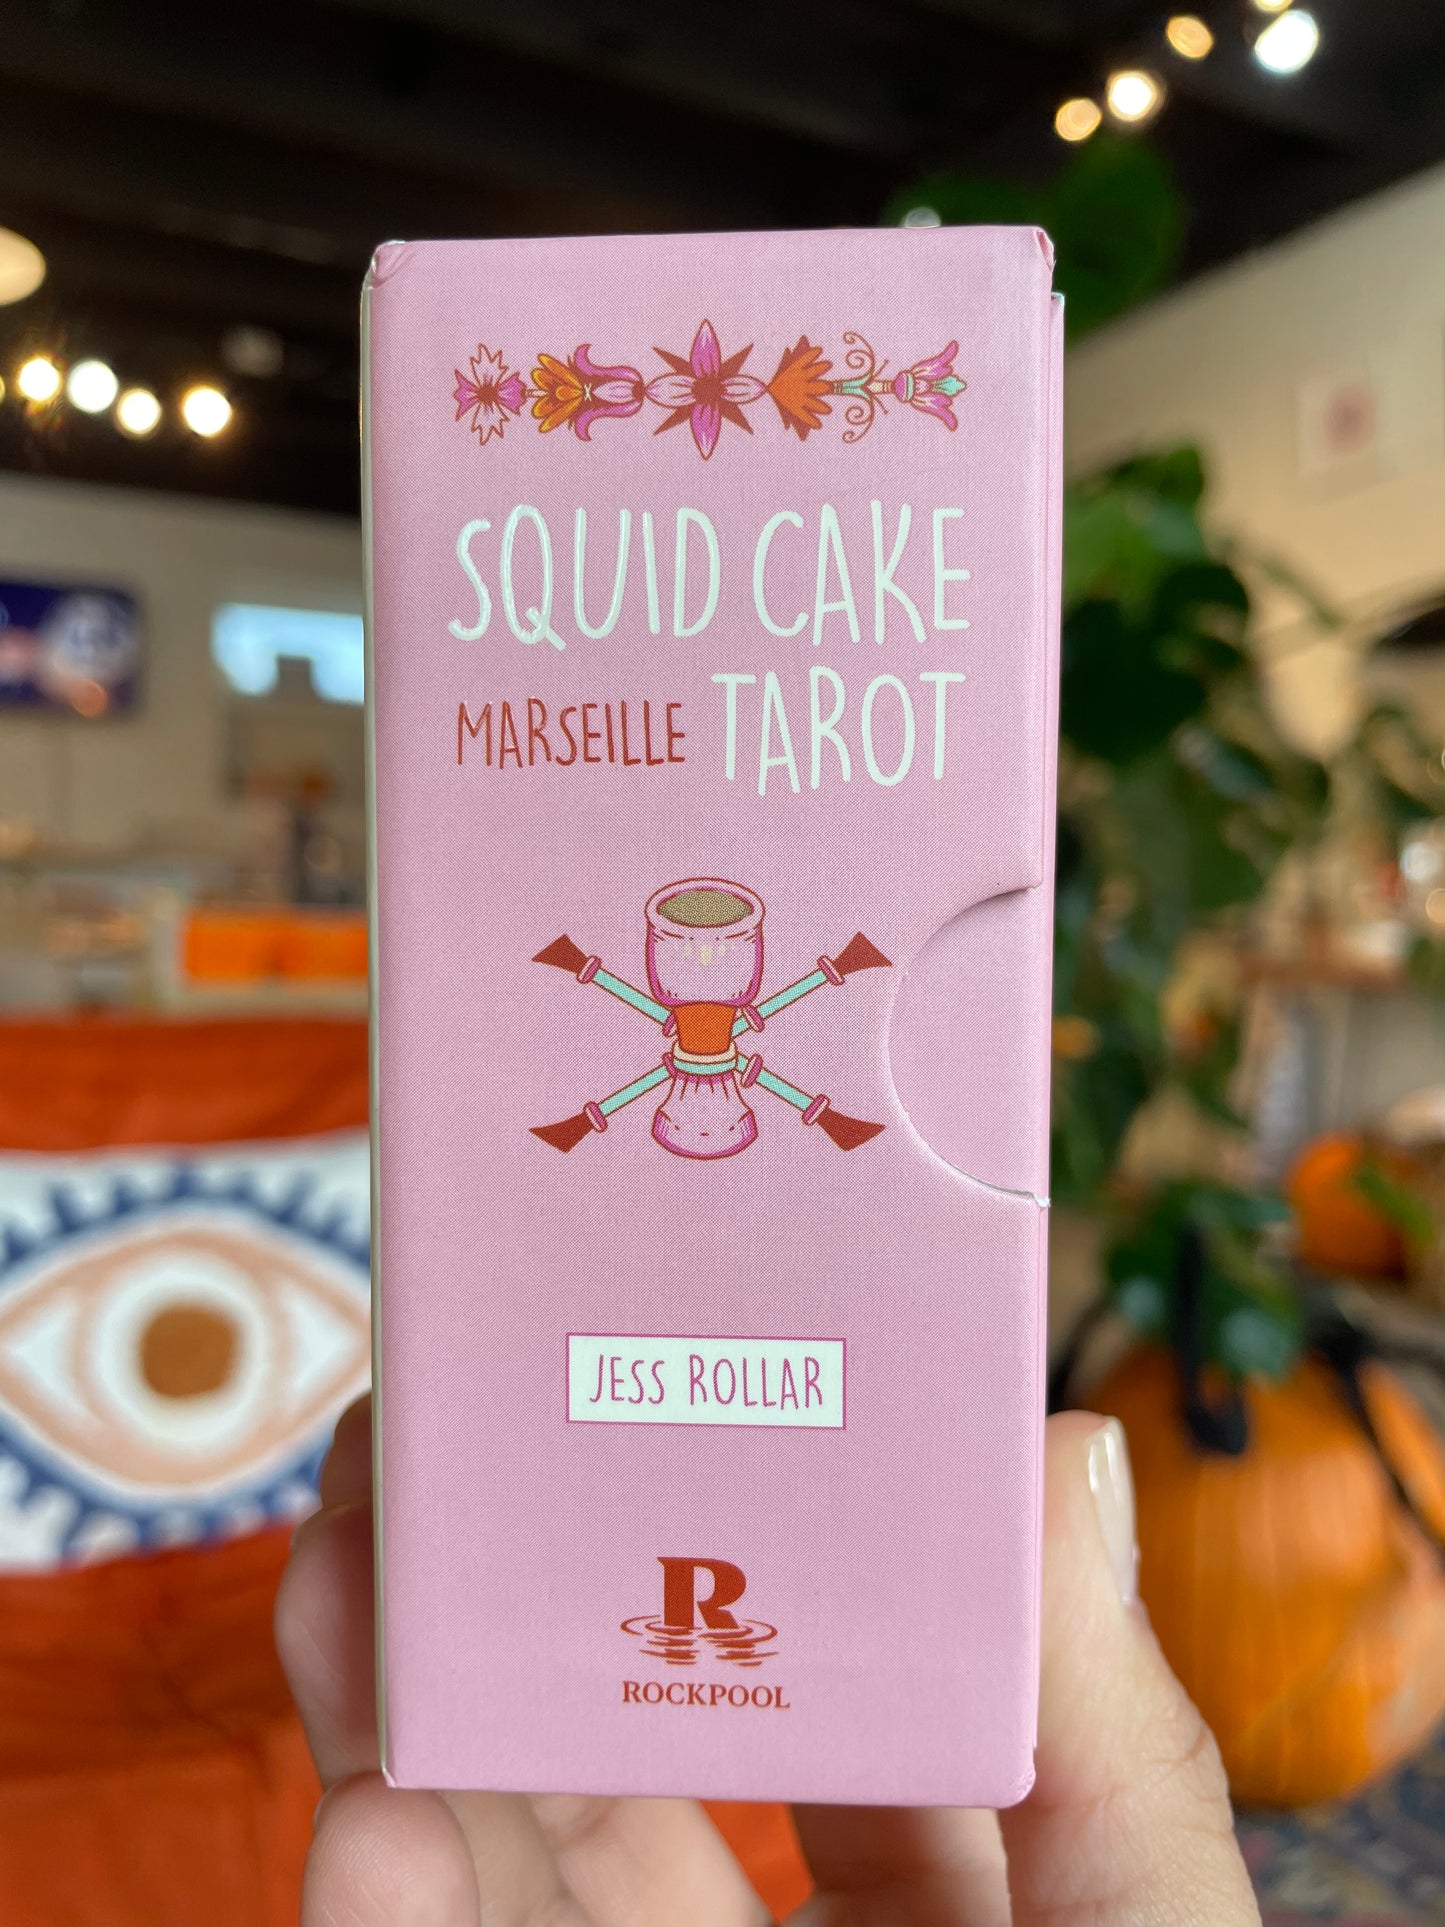 SQUID CAKE
MARSEILLE TAROT
JESS ROLLAR
R
ROCKPOOL